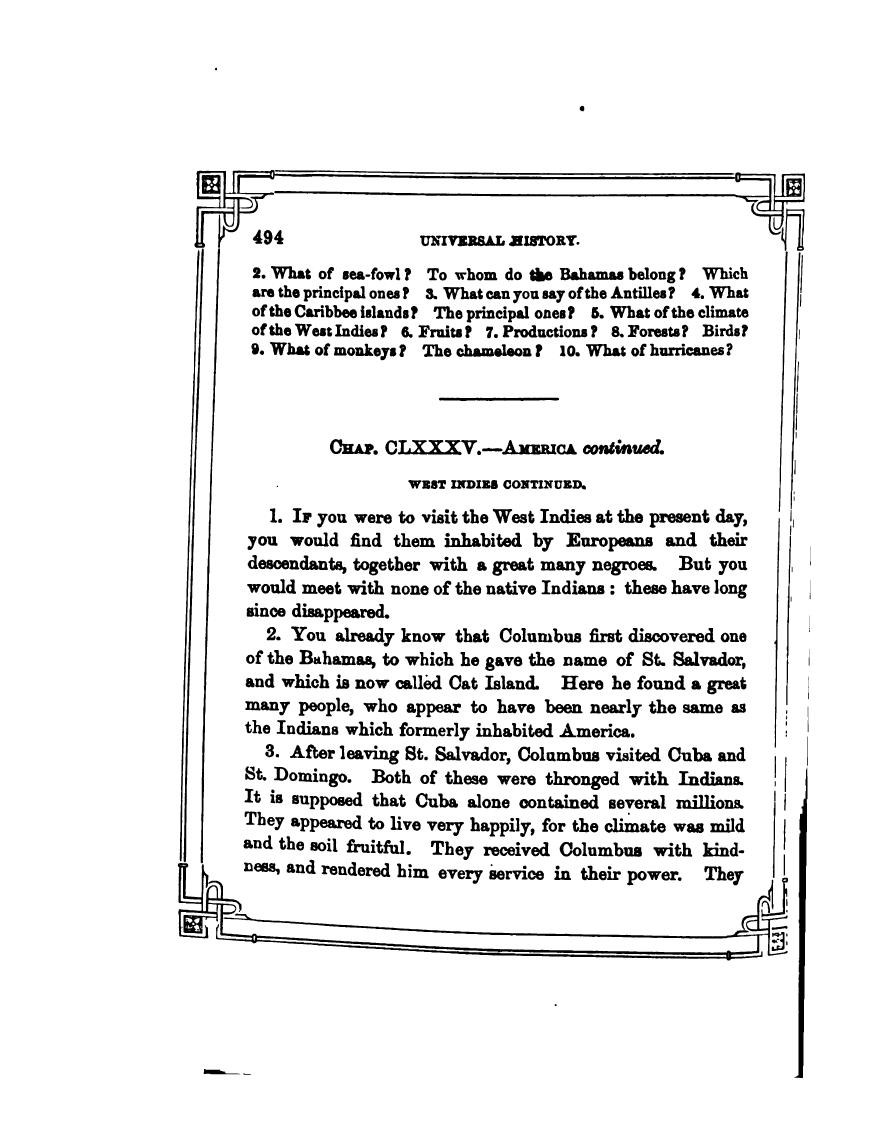 494 UNIVERSAL HISTORY.
2. What of sea-fowl? To whom do the Bahamas belong? Which
are the principal ones? 3. What can you say of the Antilles? 4. What
of the Caribbee islands? The principal ones? 5. What of the climate
of the West Indies? 6. Fruits? 7. Productions? 8. Forests? Birds?
9. What of monkeys? The chameleon? 10. What of hurricanes?
CHAP. CLXXXV.—AMERICA continued.
WEST INDIES CONTINUED.
1. IF you were to visit the West Indies at the present day,
you would find them inhabited by Europeans and their
descendants, together with a great many negroes. But you
would meet with none of the native Indians : these have long
since disappeared.
2. You already know that Columbus first discovered one
of the Bahamas, to which he gave the name of St. Salvador,
and which is now called Cat Island. Here he found a great
many people, who appear to have been nearly the same as
the Indians which formerly inhabited America.
3. After leaving St. Salvador, Columbus visited Cuba and
St. Domingo. Both of these were thronged with Indians.
It is supposed that Cuba alone contained several millions.
They appeared to live very happily, for the climate was mild
and the soil fruitful. They received Columbus with kind-
ness, and rendered him every service in their power. They